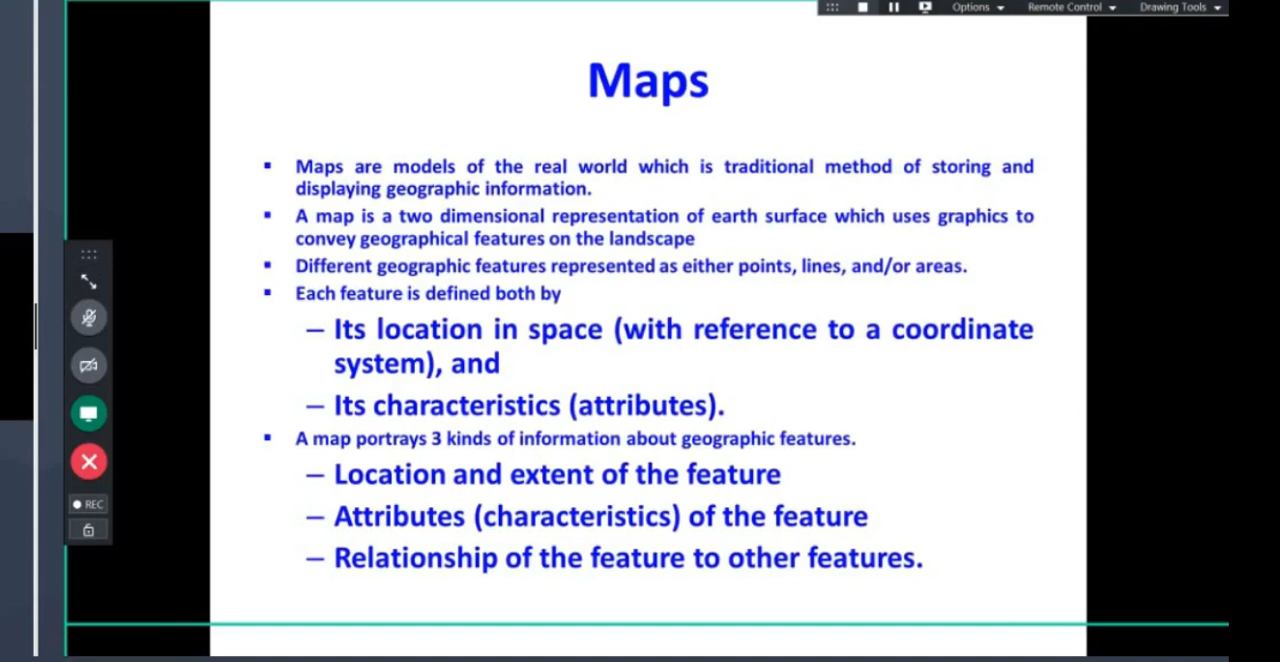 Options
Remote Control
Drawing Tools
Maps
▪ Maps are models of the real world which is traditional method of storing and
displaying geographic information.
▪ A map is a two dimensional representation of earth surface which uses graphics to
convey geographical features on the landscape
▪ Different geographic features represented as either points, lines, and/or areas.
▪ Each feature is defined both by
– Its location in space (with reference to a coordinate
system), and
– Its characteristics (attributes).
▪ A map portrays 3 kinds of information about geographic features.
– Location and extent of the feature
– Attributes (characteristics) of the feature
– Relationship of the feature to other features.
REC